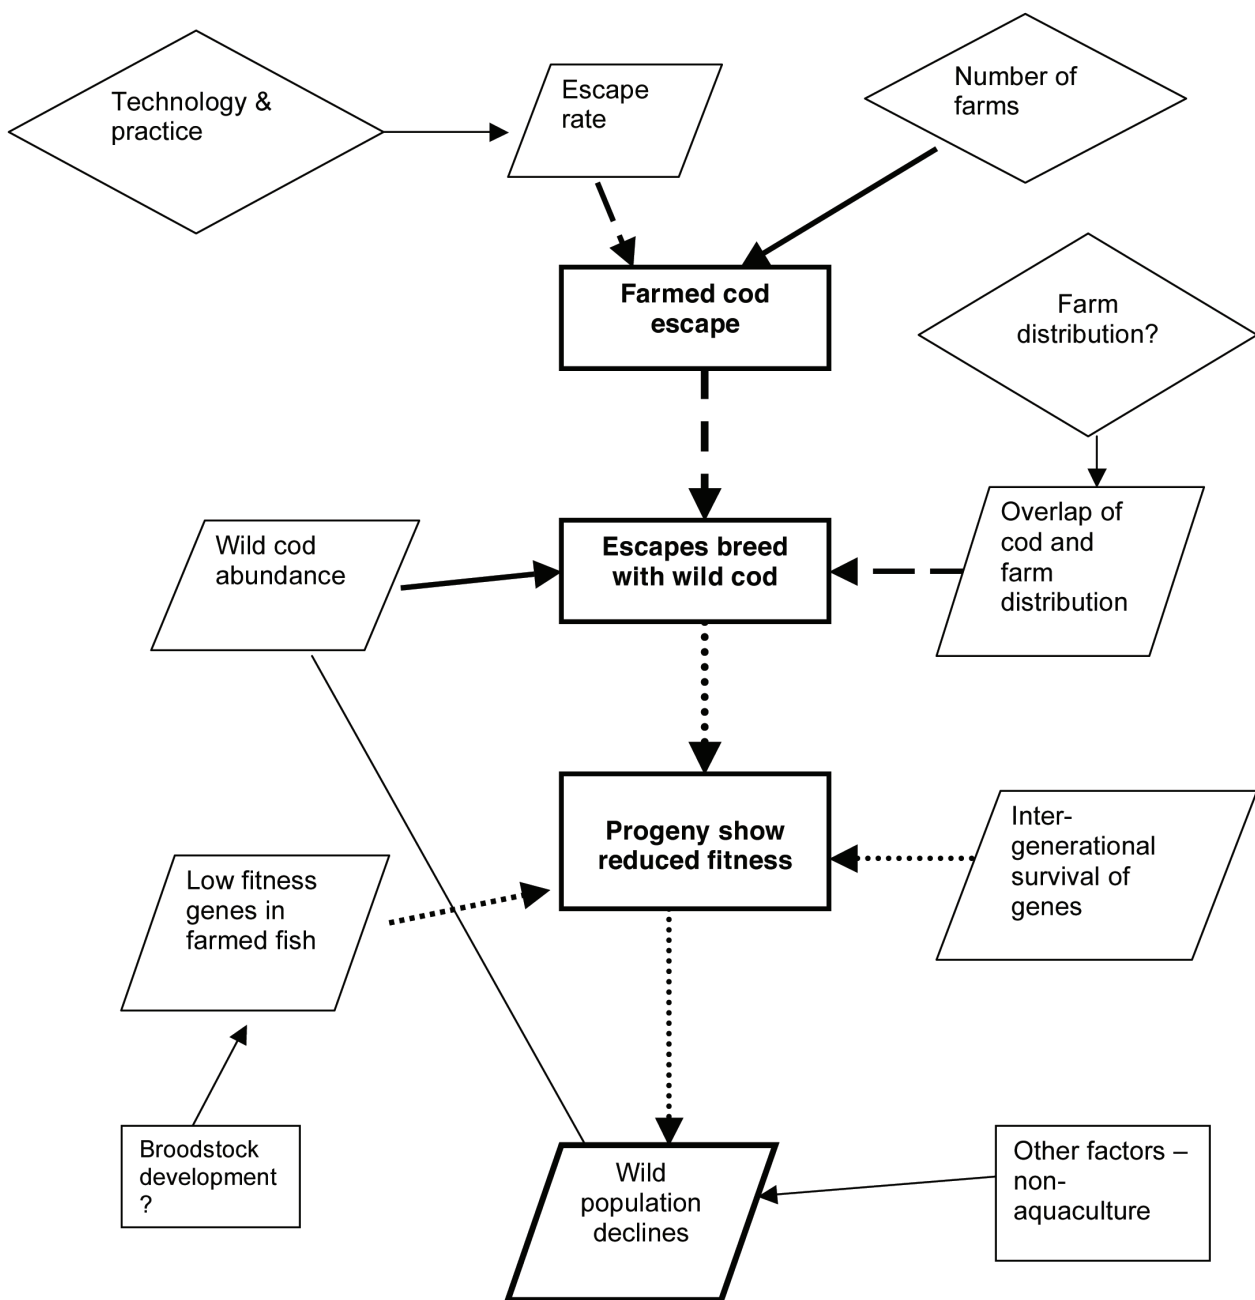 Technology &
practice
Escape
rate
Number of
farms
Farmed cod
escape
Farm
distribution?
Wild cod
abundance
Escapes breed
with wild cod
Overlap of
cod and
farm
distribution
Progeny show
reduced fitness
Inter-
generational
survival of
genes
Low fitness
genes in
farmed fish
Broodstock
development
?
Wild
population
declines
Other factors –
non-
aquaculture